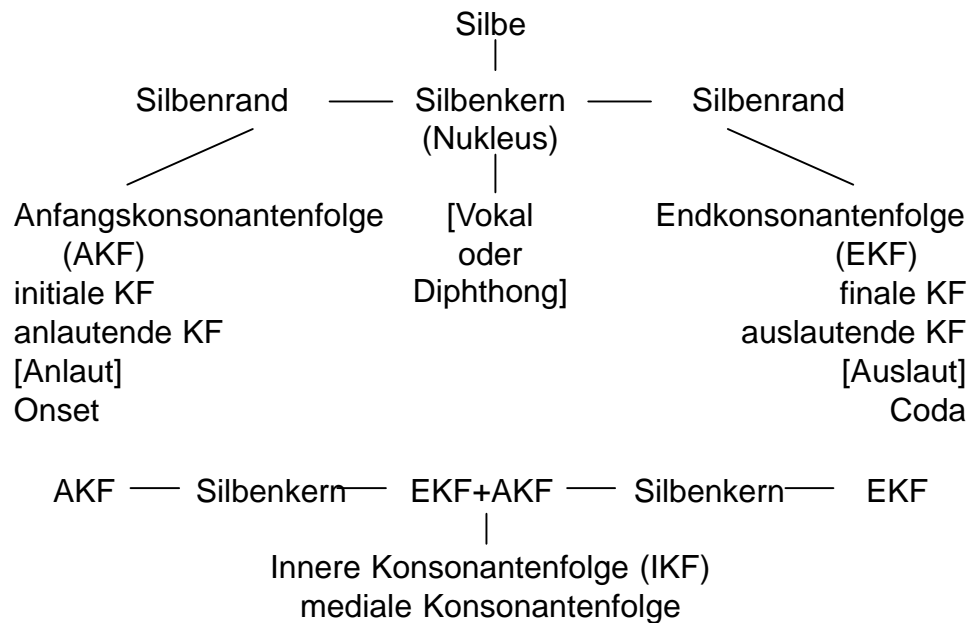 Silbe
Silbenrand Silbenkern Silbenrand
(Nukleus)
Anfangskonsonantenfolge [Vokal Endkonsonantenfolge
(AKF) oder (EKF)
initiale KF Diphthong] finale KF
anlautende KF auslautende KF
[Anlaut] [Auslaut]
Onset Coda
AKF Silbenkern EKF+AKF Silbenkern EKF
Innere Konsonantenfolge (IKF)
mediale Konsonantenfolge